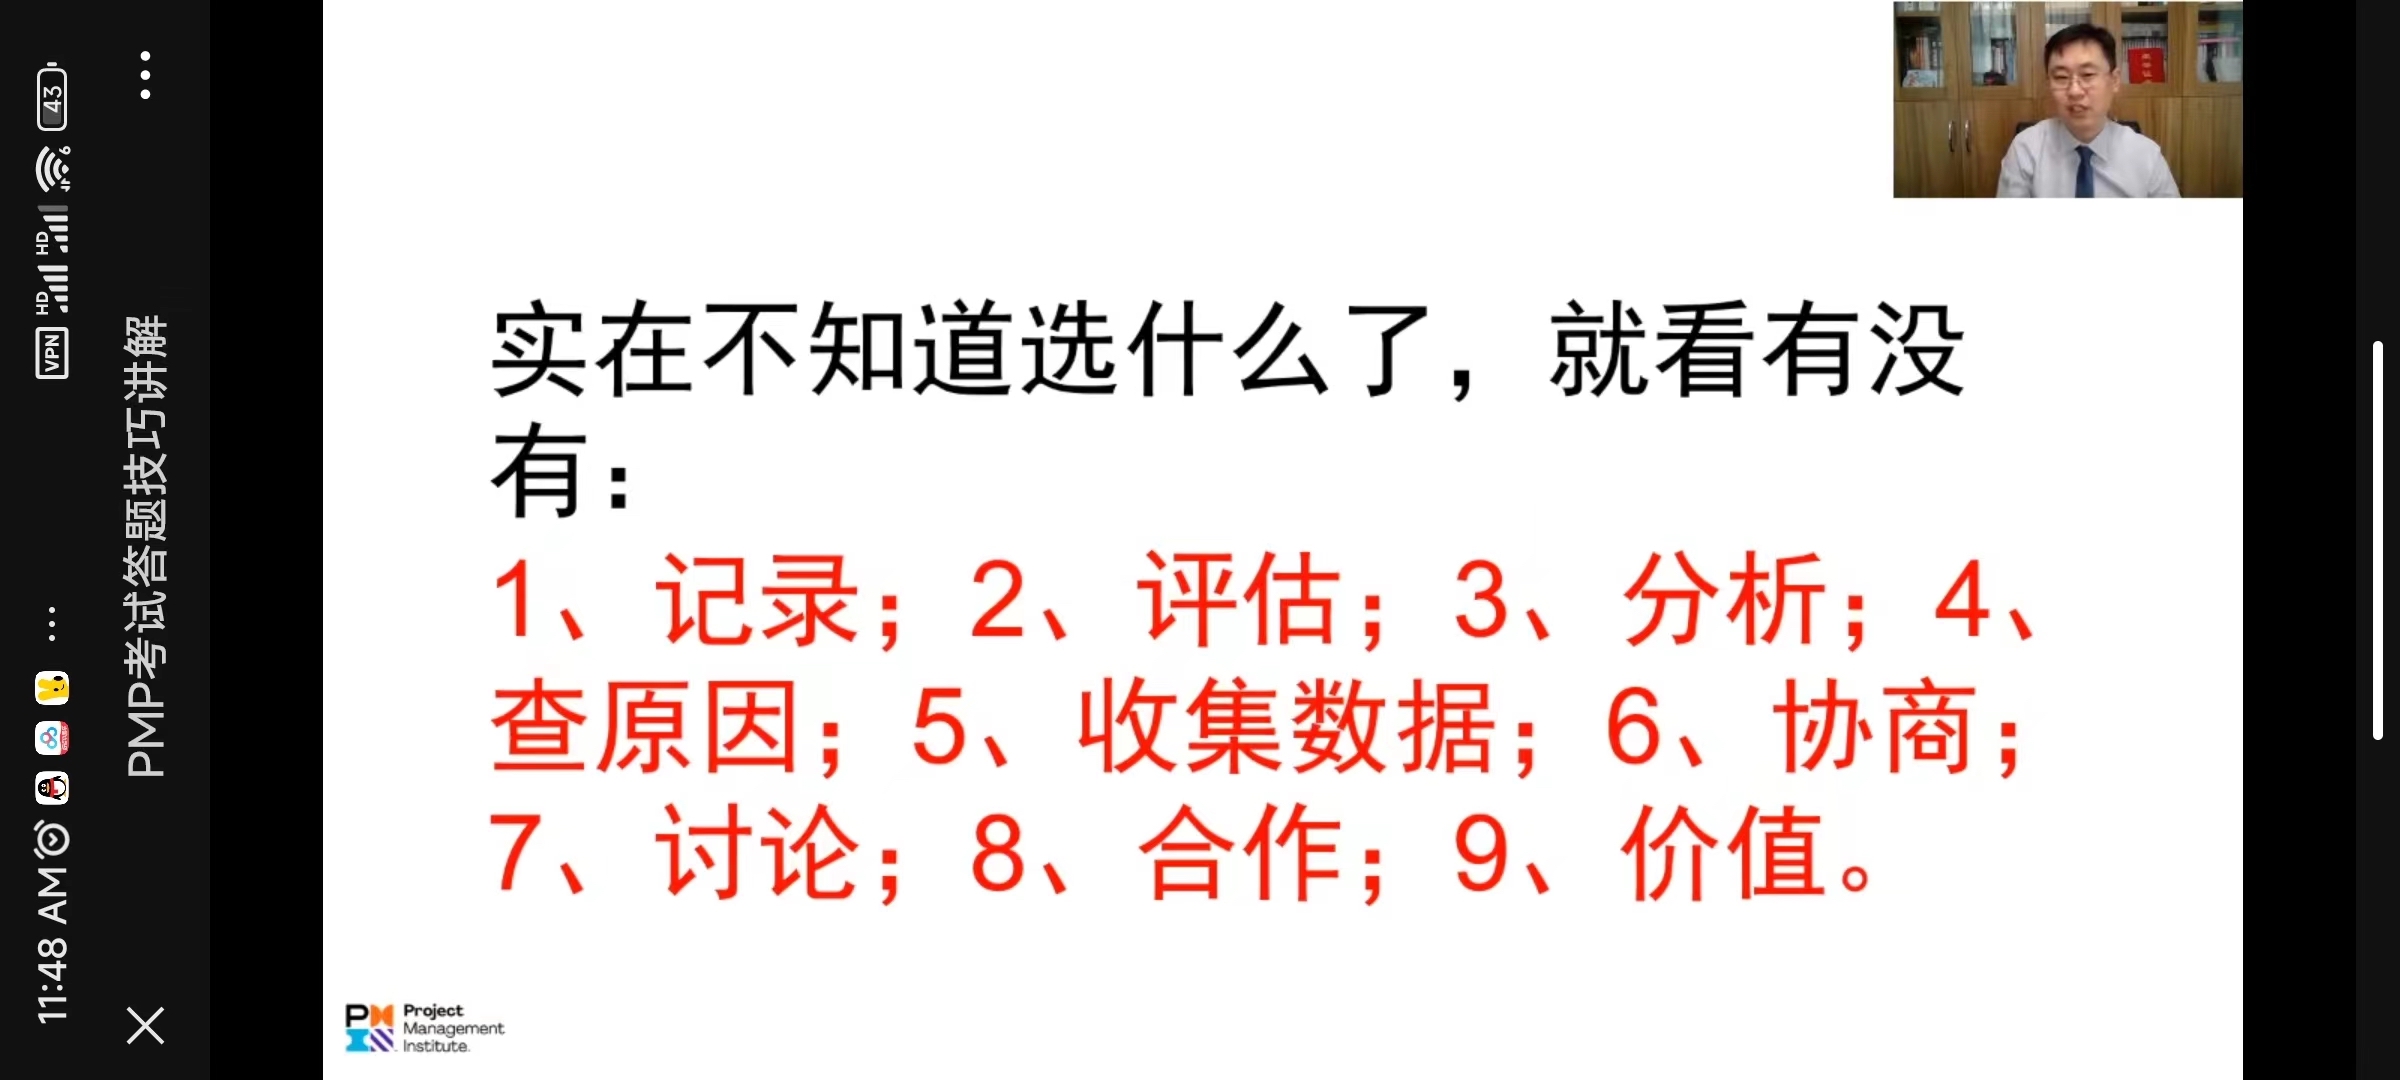 11:48 AM
VPN
HD
HD
6
43
PMP考试答题技巧讲解
实在不知道选什么了，就看有没
有：
1、记录；2、评估；3、分析；4、
查原因；5、收集数据；6、协商；
7、讨论；8、合作；9、价值。
Project
Management
Institute.